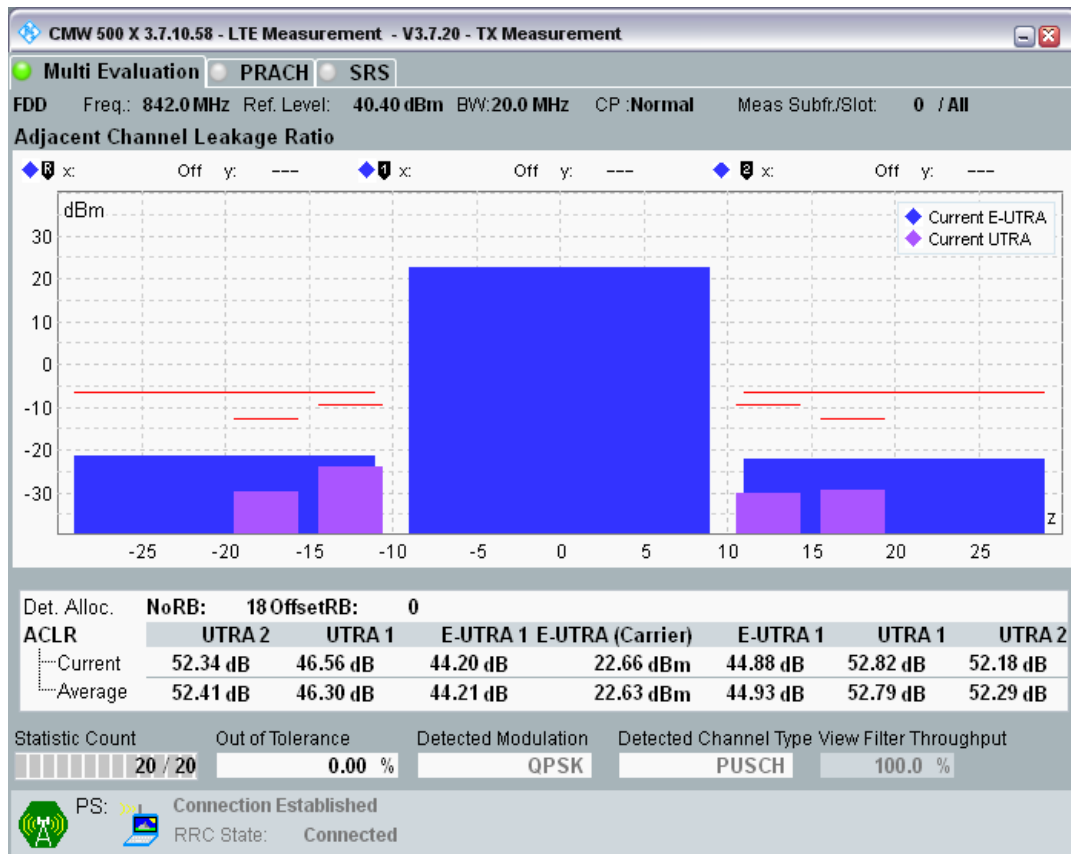 CMW 500 X 3.7.10.58 - LTE Measurement - V3.7.20 - TX Measurement
Multi Evaluation PRACH SRS
FDD Freq.: 842.0 MHz Ref. Level: 40.40 dBm BW:20.0 MHz CP :Normal Meas Subfr./Slot: 0 / All
Adjacent Channel Leakage Ratio
R x: Off y: --- 1 x: Off y: --- 2 x: Off y: ---
dBm
Current E-UTRA
Current UTRA
30
20
10
0
-10
-20
-30
z
-25 -20 -15 -10 -5 0 5 10 15 20 25
Det. Alloc. NoRB: 18 OffsetRB: 0
ACLR UTRA 2 UTRA 1 E-UTRA 1 E-UTRA (Carrier) E-UTRA 1 UTRA 1 UTRA 2
Current 52.34 dB 46.56 dB 44.20 dB 22.66 dBm 44.88 dB 52.82 dB 52.18 dB
Average 52.41 dB 46.30 dB 44.21 dB 22.63 dBm 44.93 dB 52.79 dB 52.29 dB
Statistic Count Out of Tolerance Detected Modulation Detected Channel Type View Filter Throughput
20 / 20 0.00 % QPSK PUSCH 100.0 %
PS: Connection Established
RRC State: Connected